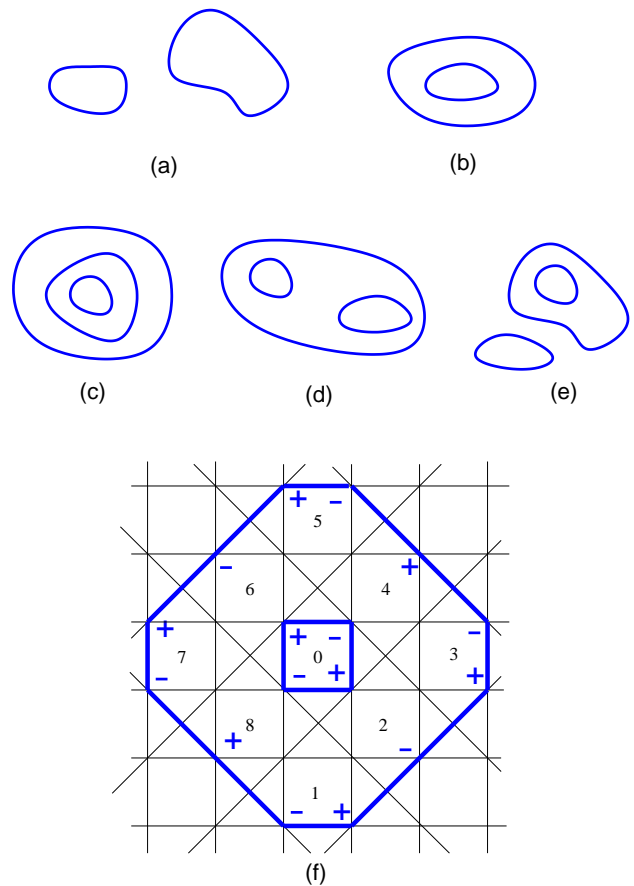 (a)
(b)
(c)
(d)
(e)
+ −
5
− +
6 4
+ + − −
7 0 3
− − + +
8 2
+ −
1
− +
(f)